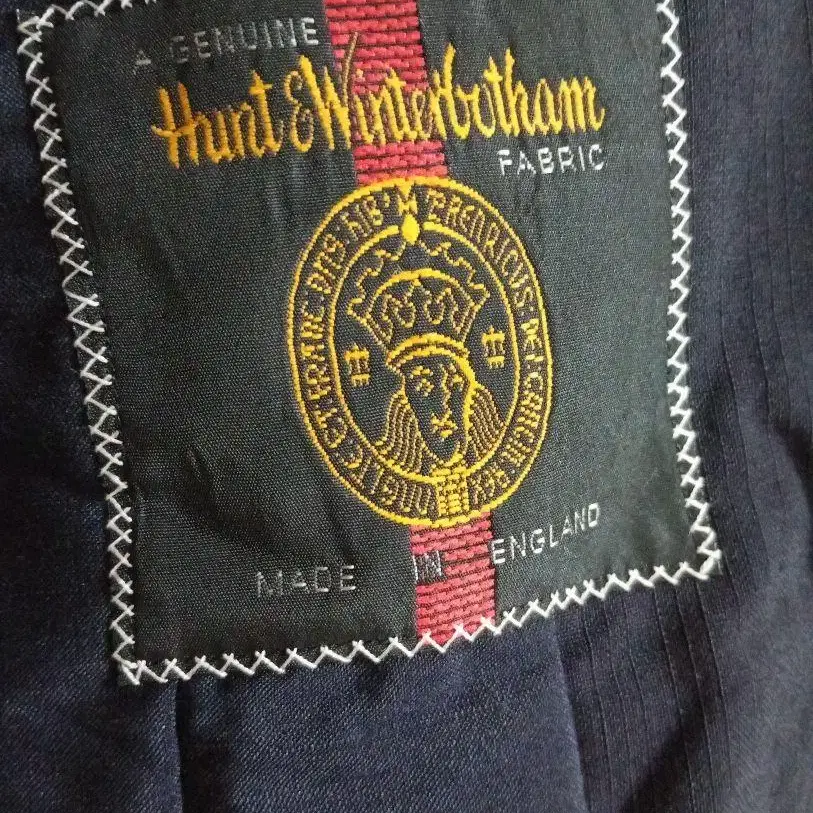 A GENUINE
Hunt & Winterbotham
FABRIC
MADE IN ENGLAND